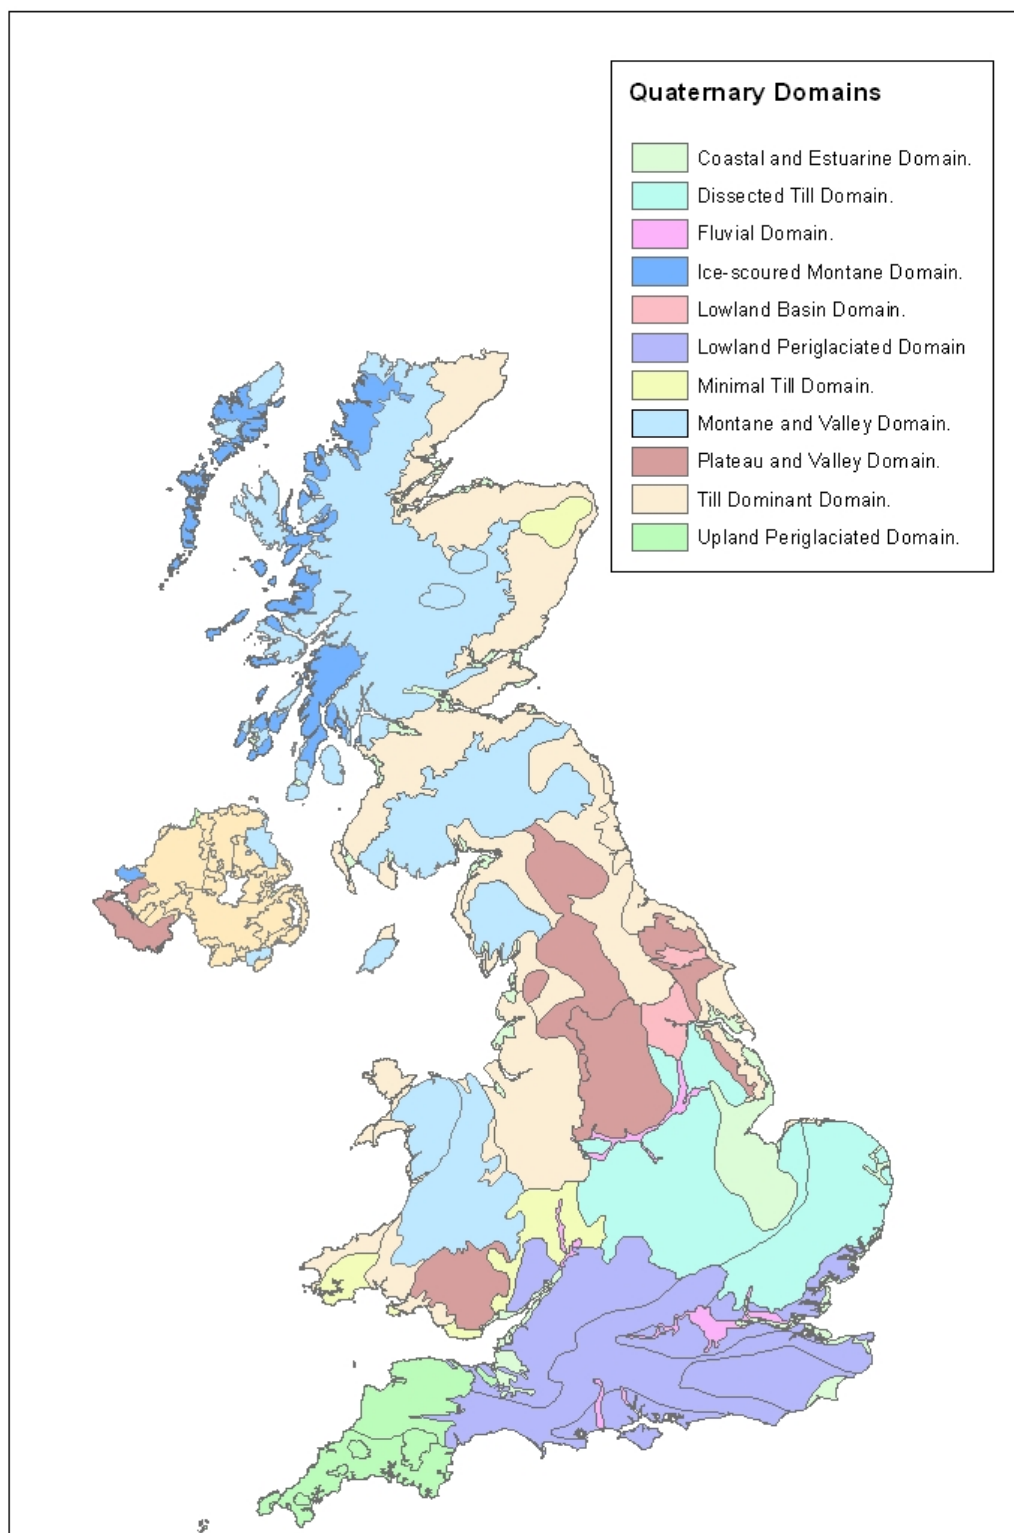 Quaternary Domains
Coastal and Estuarine Domain.
Dissected Till Domain.
Fluvial Domain.
Ice-scoured Montane Domain.
Lowland Basin Domain.
Lowland Periglaciated Domain
Minimal Till Domain.
Montane and Valley Domain.
Plateau and Valley Domain.
Till Dominant Domain.
Upland Periglaciated Domain.